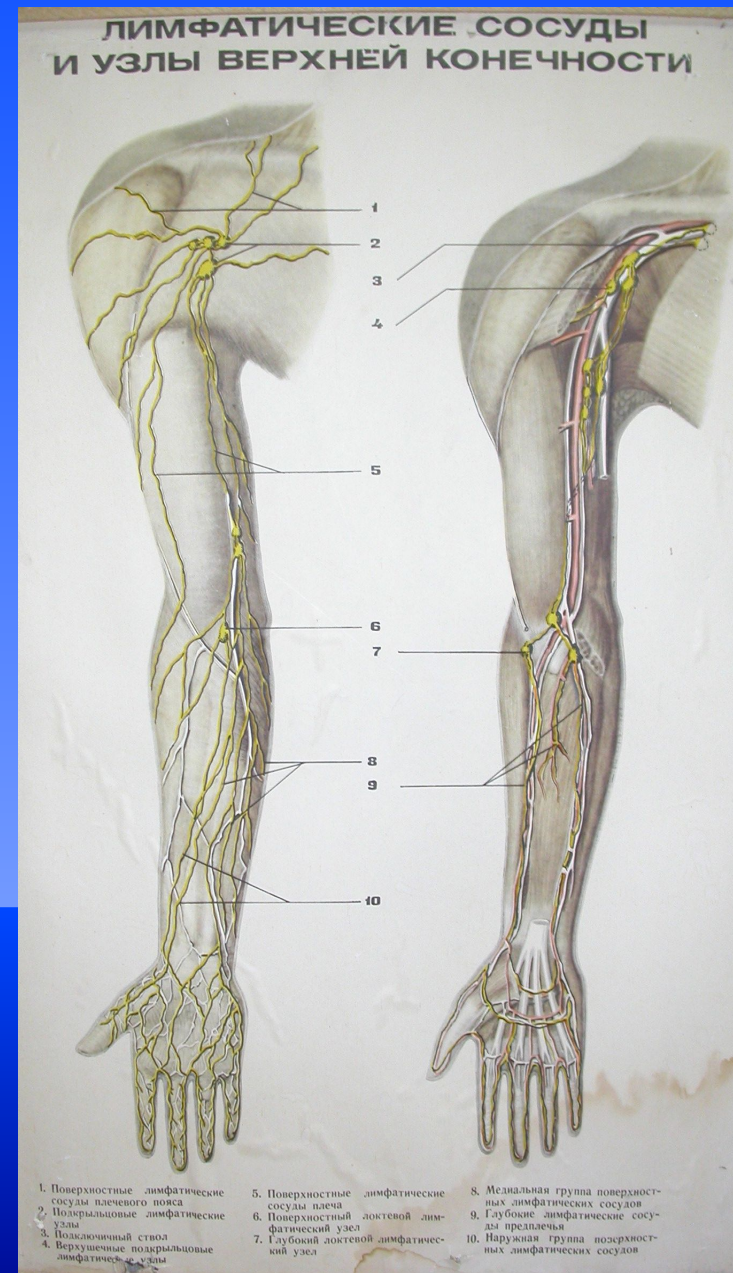 ЛИМФАТИЧЕСКИЕ СОСУДЫ
И УЗЛЫ ВЕРХНЕЙ КОНЕЧНОСТИ
1
2
3
4
5
6
7
8
9
10
1. Поверхностные лимфатические
сосуды плечевого пояса
2. Подкрыльцовые лимфатические
узлы
3. Подключичный ствол
4. Верхушечные подкрыльцовые
лимфатические узлы
5. Поверхностные лимфатические
сосуды плеча
6. Поверхностный локтевой лим-
фатический узел
7. Глубокий локтевой лимфатичес-
кий узел
8. Медиальная группа поверхност-
ных лимфатических сосудов
9. Глубокие лимфатические сосу-
ды предплечья
10. Наружная группа поверхност-
ных лимфатических сосудов